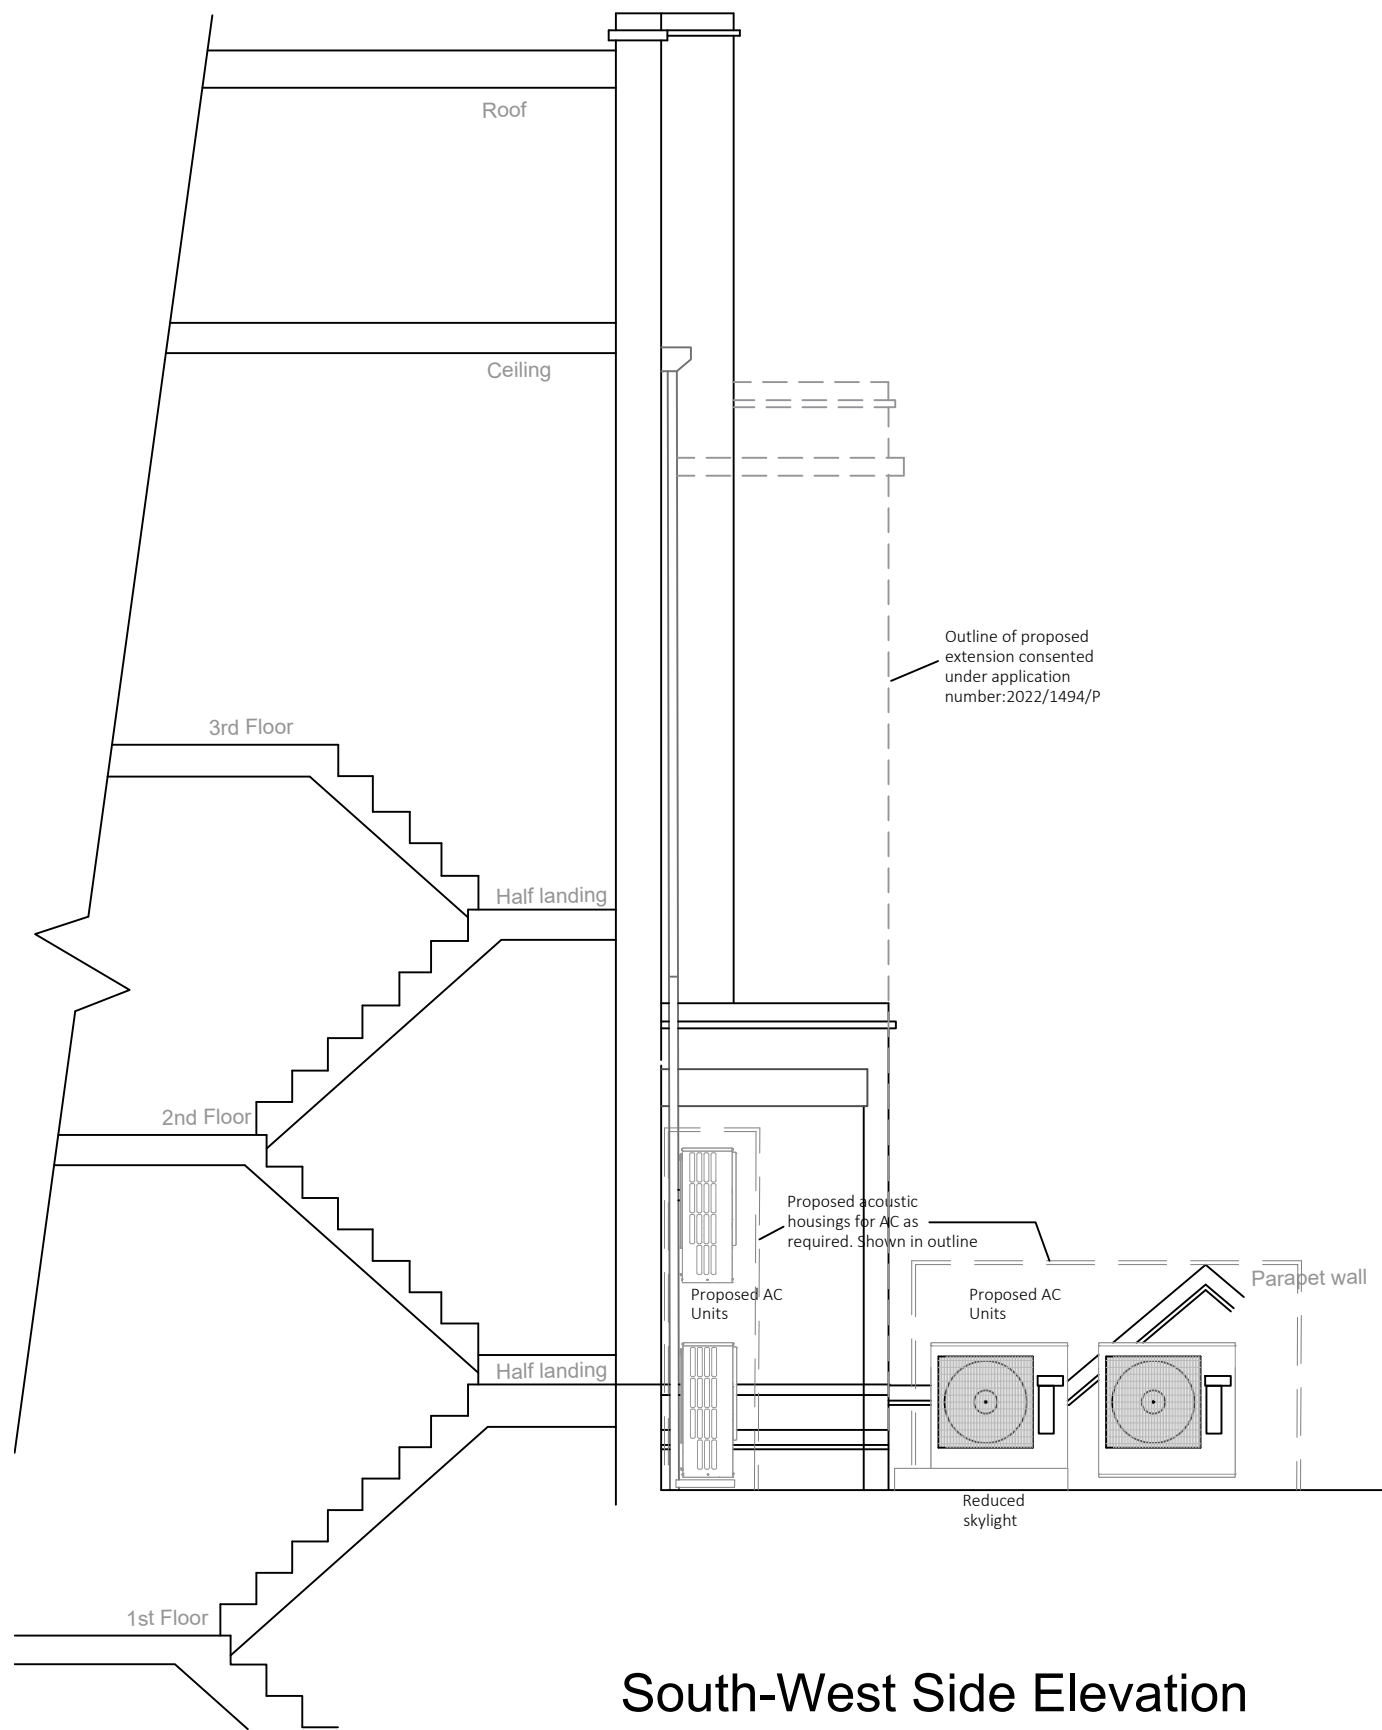 Roof
Ceiling
Outline of proposed
extension consented
under application
number:2022/1494/P
3rd Floor
Half landing
2nd Floor
Proposed acoustic
housings for AC as
required. Shown in outline
Parapet wall
Proposed AC
Units
Proposed AC
Units
Half landing
Reduced
skylight
1st Floor
South-West Side Elevation